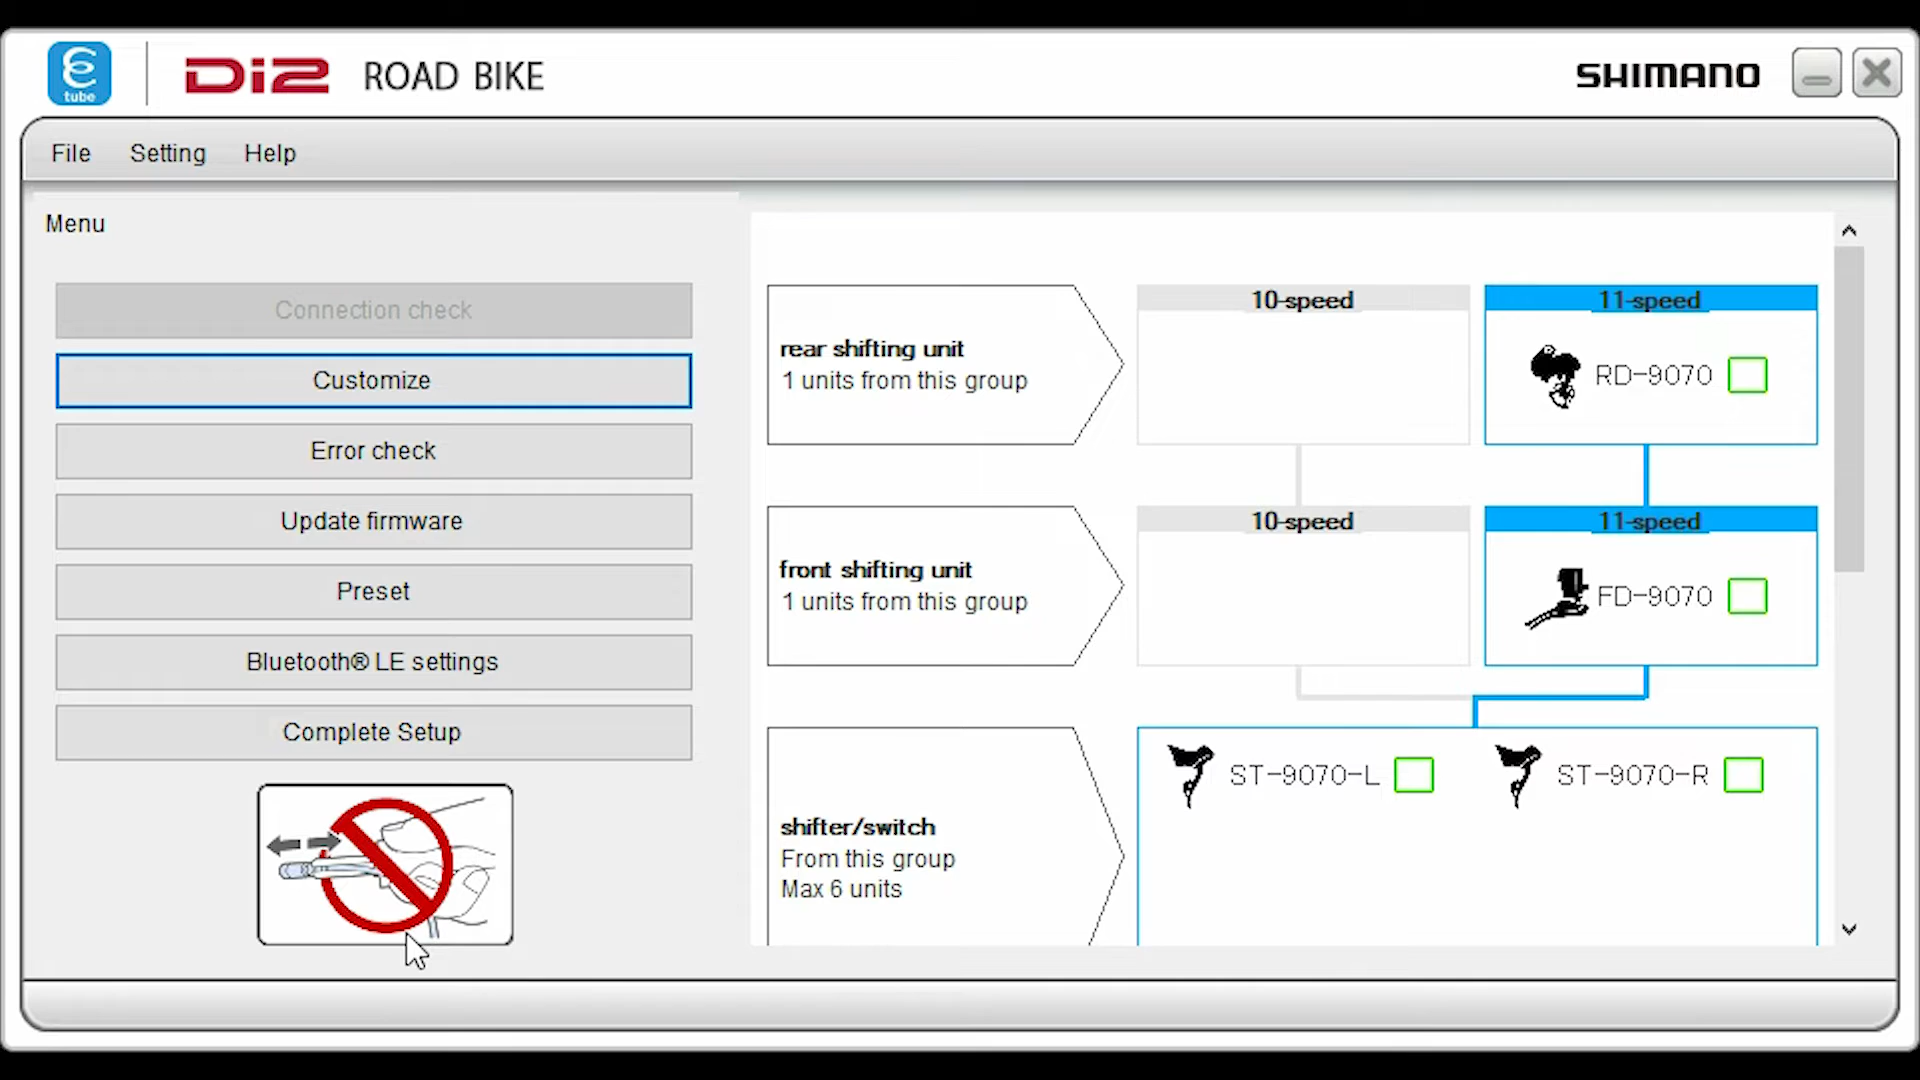 e
tube
Di2 ROAD BIKE
SHIMANO
File Setting Help
Menu
Connection check
Customize
Error check
Update firmware
Preset
Bluetooth® LE settings
Complete Setup
rear shifting unit
1 units from this group
10-speed
11-speed
RD-9070
front shifting unit
1 units from this group
10-speed
11-speed
FD-9070
shifter/switch
From this group
Max 6 units
ST-9070-L
ST-9070-R